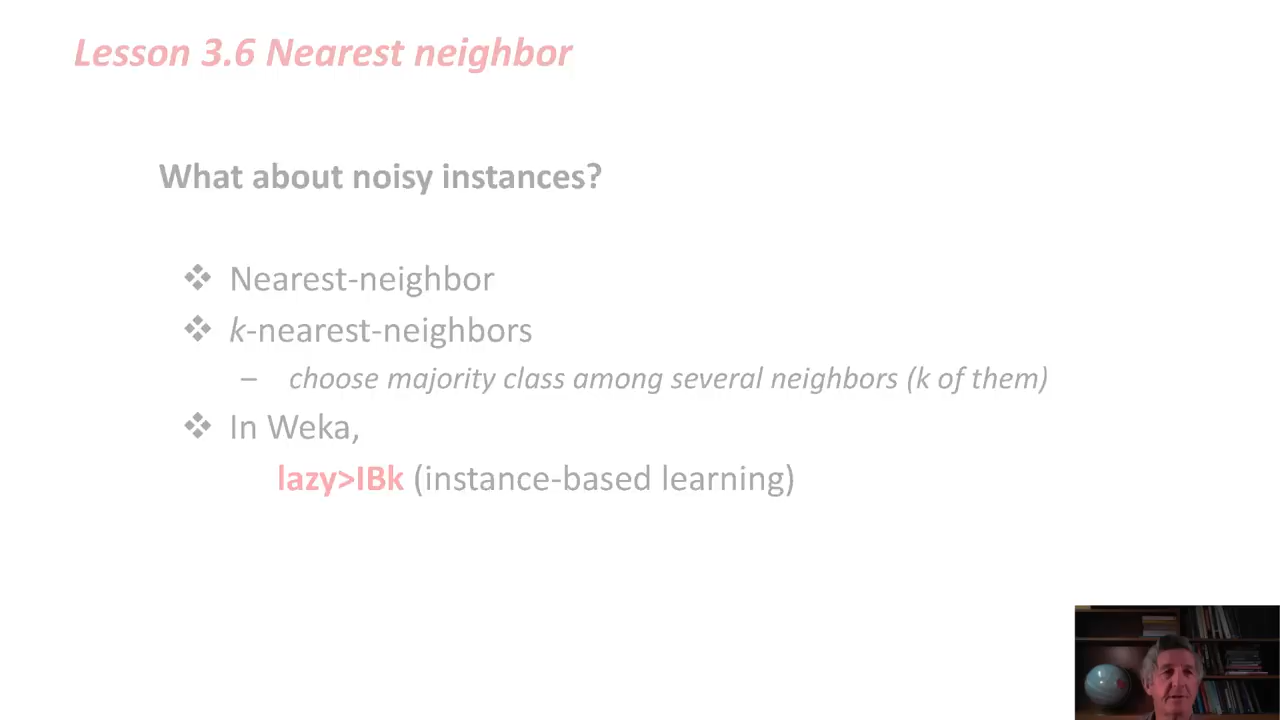 Lesson 3.6 Nearest neighbor
What about noisy instances?
❖ Nearest-neighbor
❖ k-nearest-neighbors
– choose majority class among several neighbors (k of them)
❖ In Weka,
lazy>IBk (instance-based learning)